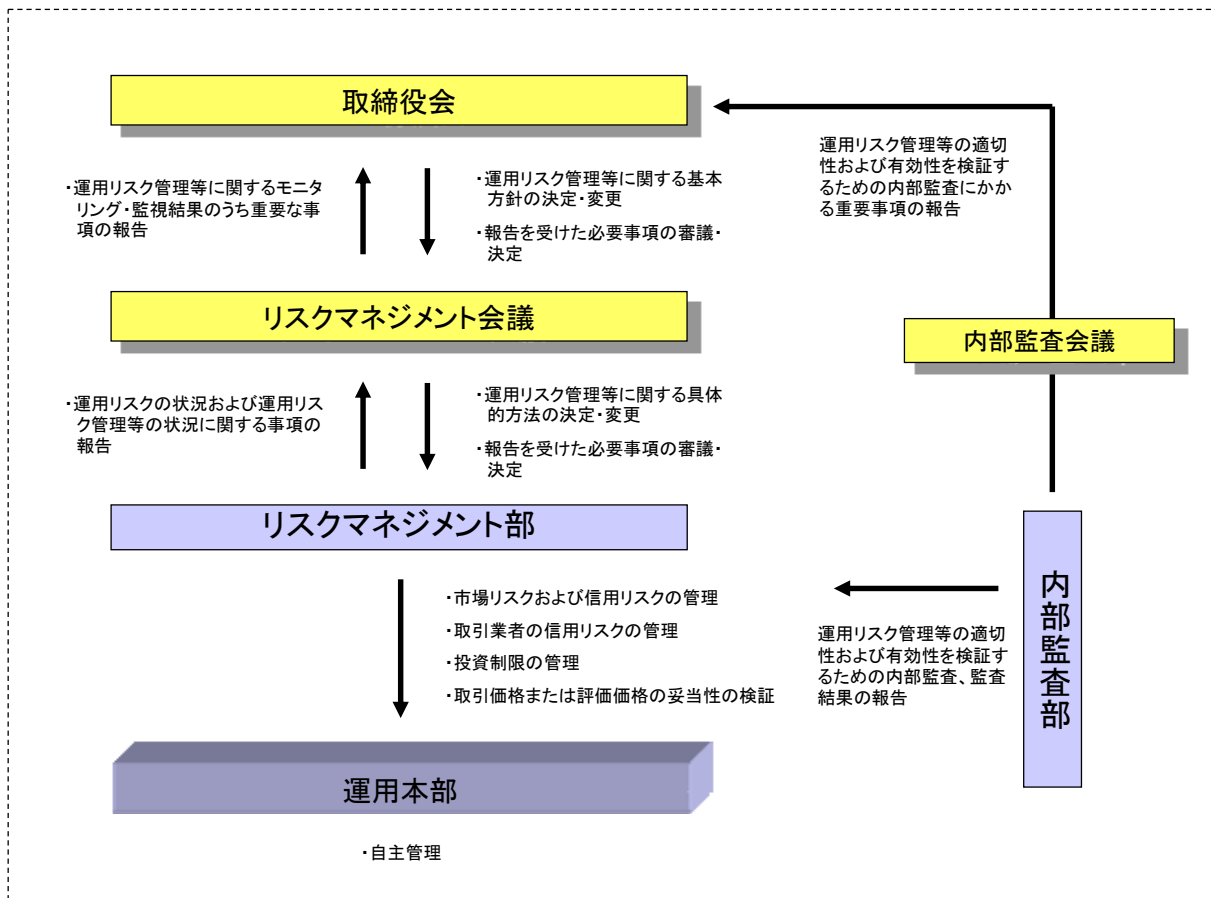 取締役会
・運用リスク管理等に関するモニ
タリング・監視結果のうち重要な事
項の報告
・運用リスク管理等に関する基本
方針の決定・変更
・報告を受けた必要事項の審議・
決定
運用リスク管理等の適切
性および有効性を検証す
るための内部監査にかか
る重要事項の報告
リスクマネジメント会議
内部監査会議
・運用リスクの状況および運用リス
ク管理等の状況に関する事項の
報告
・運用リスク管理等に関する具体
的方法の決定・変更
・報告を受けた必要事項の審議・
決定
リスクマネジメント部
・市場リスクおよび信用リスクの管理
・取引業者の信用リスクの管理
・投資制限の管理
・取引価格または評価価格の妥当性の検証
運用リスク管理等の適切
性および有効性を検証す
るための内部監査、監査
結果の報告
内部監査部
運用本部
・自主管理